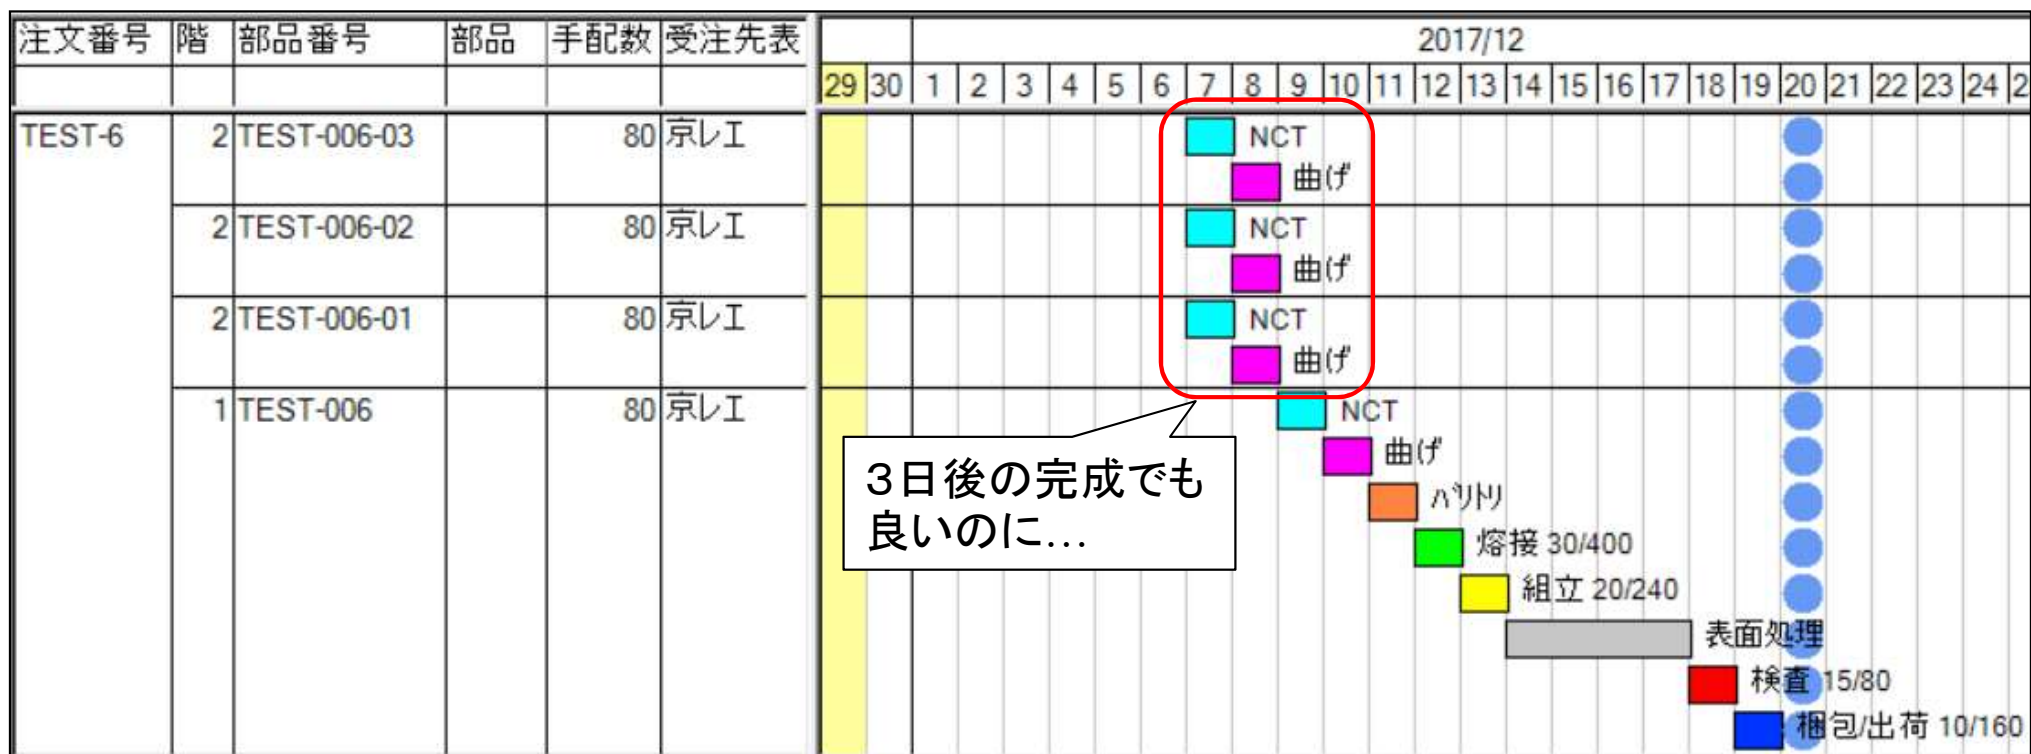 注文番号 階 部品番号 部品 手配数 受注先表 2017/12
29 30 1 2 3 4 5 6 7 8 9 10 11 12 13 14 15 16 17 18 19 20 21 22 23 24 2
TEST-6 2 TEST-006-03 80 京レエ NCT
曲げ
2 TEST-006-02 80 京レエ NCT
曲げ
2 TEST-006-01 80 京レエ NCT
曲げ
1 TEST-006 80 京レエ NCT
曲げ
バリトリ
熔接 30/400
組立 20/240
表面処理
検査 15/80
梱包/出荷 10/160
３日後の完成でも
良いのに…